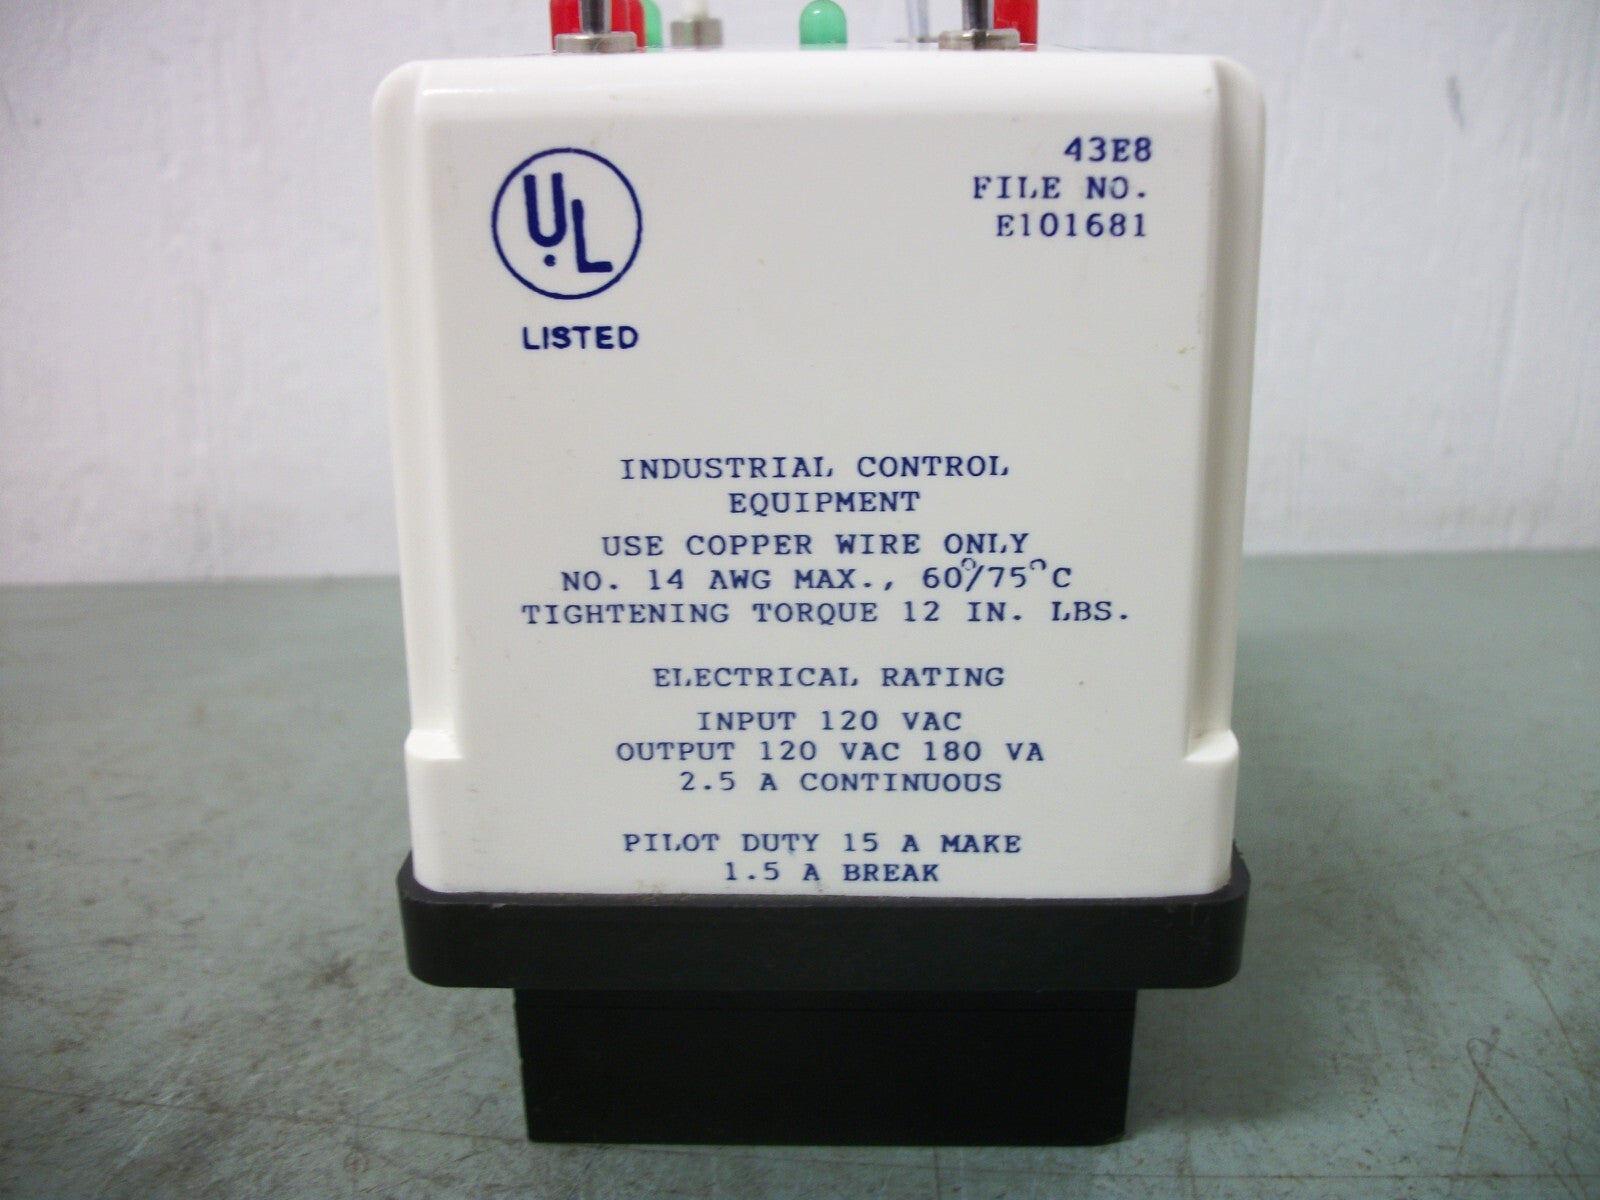 UL
LISTED
43E8
FILE NO.
E101681
INDUSTRIAL CONTROL
EQUIPMENT
USE COPPER WIRE ONLY
NO. 14 AWG MAX., 60°/75°C
TIGHTENING TORQUE 12 IN. LBS.
ELECTRICAL RATING
INPUT 120 VAC
OUTPUT 120 VAC 180 VA
2.5 A CONTINUOUS
PILOT DUTY 15 A MAKE
1.5 A BREAK